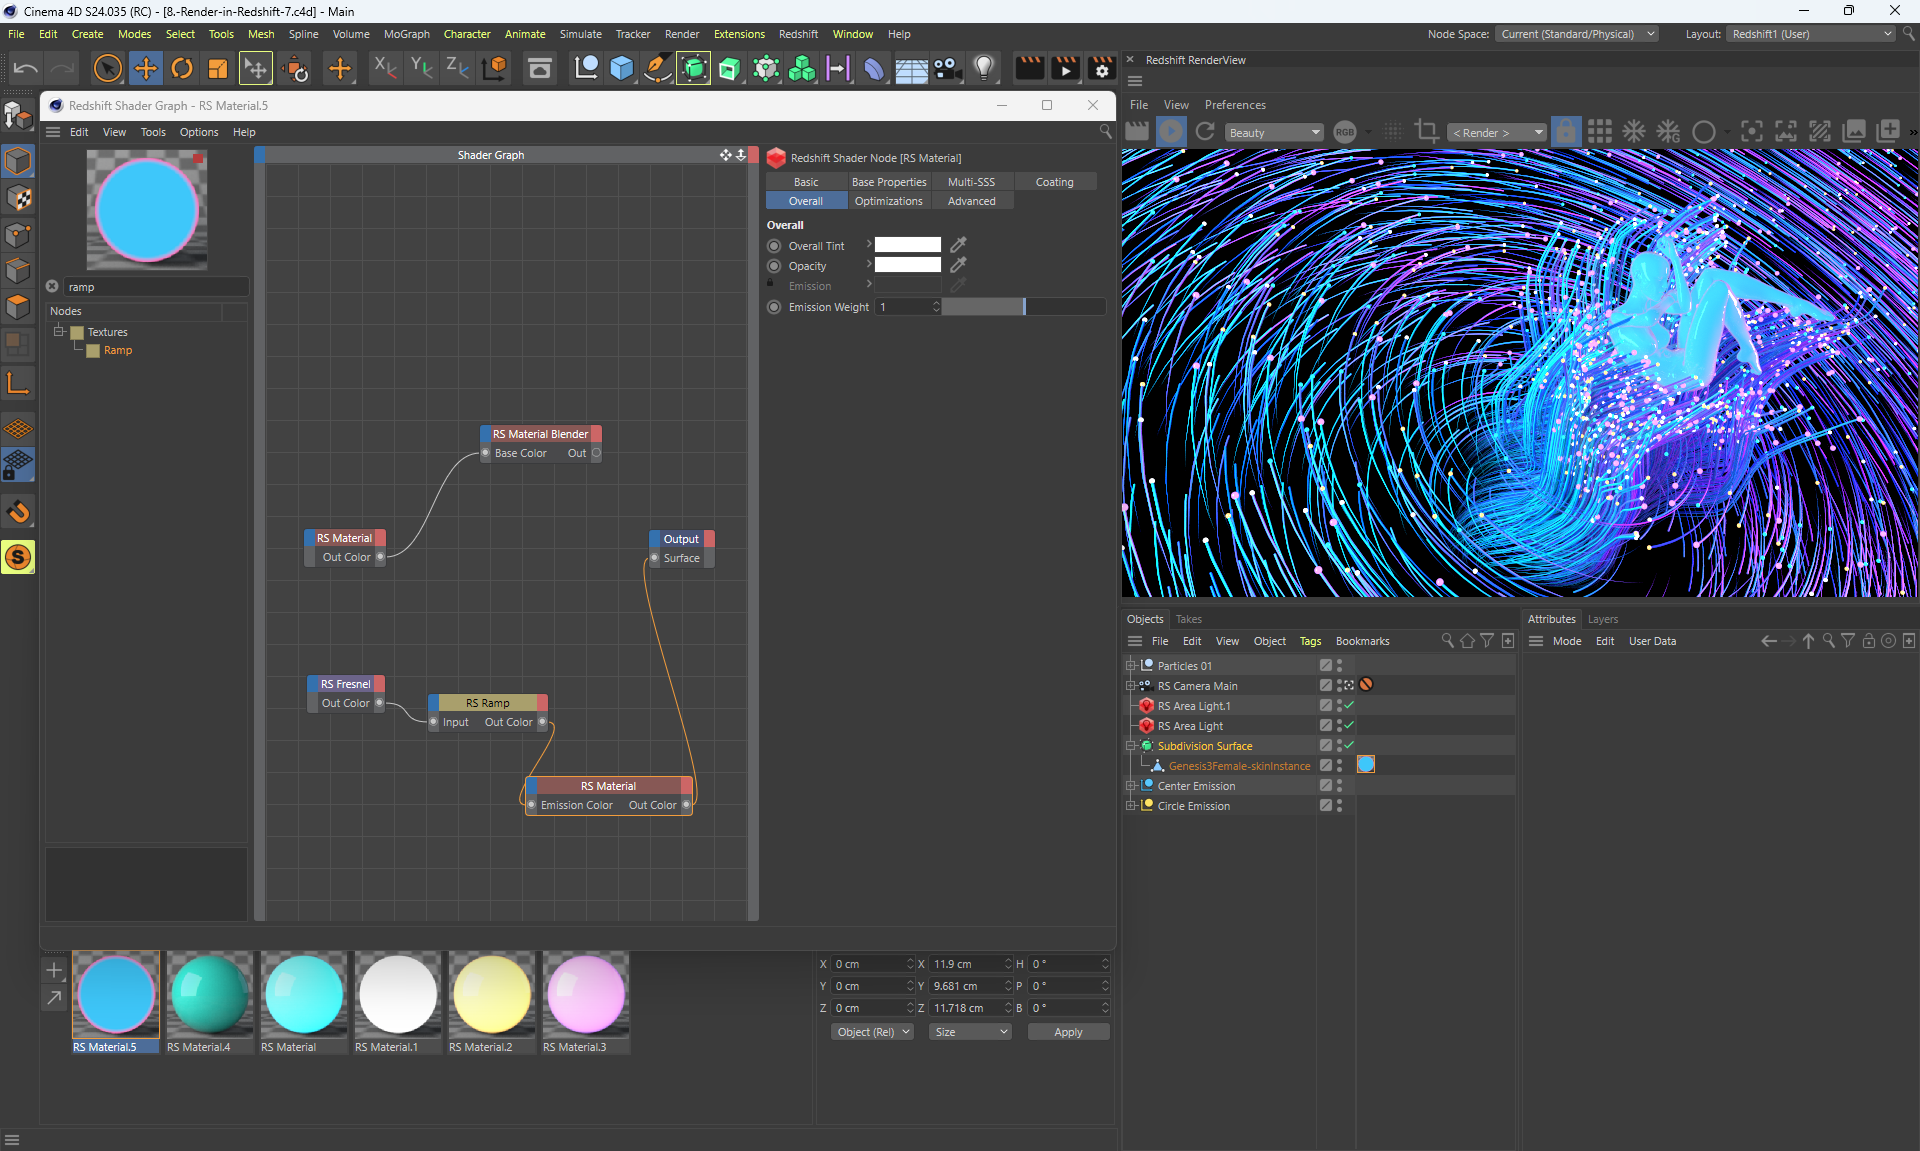 Cinema 4D S24.035 (RC) - [8.-Render-in-Redshift-7.c4d] - Main
File Edit Create Modes Select Tools Mesh Spline Volume MoGraph Character Animate Simulate Tracker Render Extensions Redshift Window Help
Node Space: Current (Standard/Physical) Layout: Redshift1 (User)
Redshift RenderView
File View Preferences
Beauty
RGB
< Render >
Redshift Shader Graph - RS Material.5
Edit View Tools Options Help
Shader Graph
Redshift Shader Node [RS Material]
Basic Base Properties Multi-SSS Coating
Overall Optimizations Advanced
Overall
Overall Tint
Opacity
Emission
Emission Weight 1
ramp
Nodes
Textures
Ramp
RS Material Blender
Base Color Out
RS Material
Out Color
Output
Surface
RS Fresnel
Out Color
RS Ramp
Input Out Color
RS Material
Emission Color Out Color
Objects Takes
File Edit View Object Tags Bookmarks
Particles 01
RS Camera Main
RS Area Light.1
RS Area Light
Subdivision Surface
Genesis3Female-skinInstance
Center Emission
Circle Emission
Attributes Layers
Mode Edit User Data
RS Material.5 RS Material.4 RS Material RS Material.1 RS Material.2 RS Material.3
X 0 cm X 11.9 cm H 0 °
Y 0 cm Y 9.681 cm P 0 °
Z 0 cm Z 11.718 cm B 0 °
Object (Rel) Size Apply